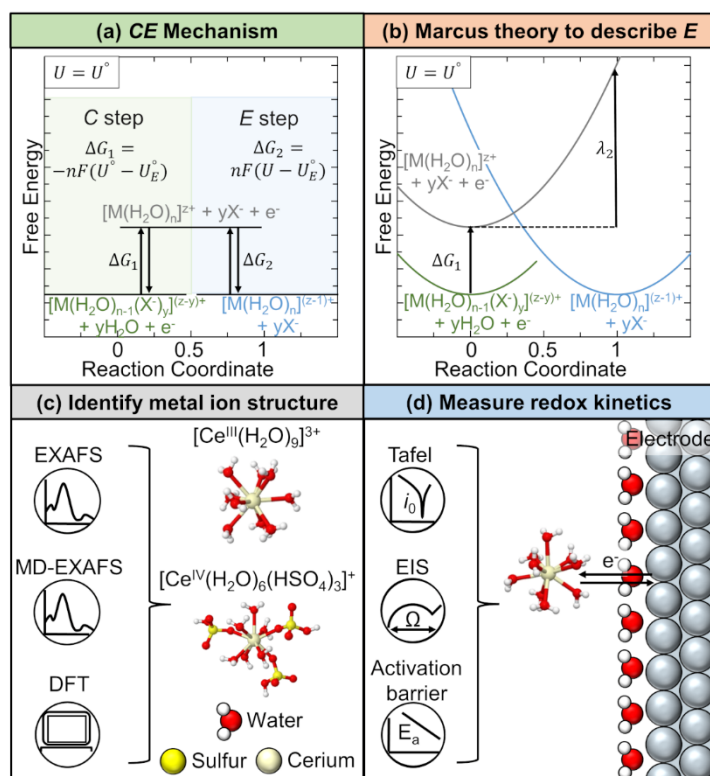 (a) CE Mechanism
U = U°
C step
ΔG₁ =
−nF(U° − U°_E)
E step
ΔG₂ =
nF(U − U°_E)
[M(H₂O)ₙ]ᶻ⁺ + yX⁻ + e⁻
ΔG₁
ΔG₂
[M(H₂O)ₙ₋₁(X⁻)ᵧ]⁽ᶻ⁻ʸ⁾⁺
+ yH₂O + e⁻
[M(H₂O)ₙ]⁽ᶻ⁻¹⁾⁺
+ yX⁻
Free Energy
0 0.5 1
Reaction Coordinate
(b) Marcus theory to describe E
U = U°
[M(H₂O)ₙ]ᶻ⁺
+ yX⁻ + e⁻
λ₂
ΔG₁
[M(H₂O)ₙ₋₁(X⁻)ᵧ]⁽ᶻ⁻ʸ⁾⁺
+ yH₂O + e⁻
[M(H₂O)ₙ]⁽ᶻ⁻¹⁾⁺
+ yX⁻
Free Energy
0 0.5 1
Reaction Coordinate
(c) Identify metal ion structure
EXAFS
MD-EXAFS
DFT
[Ceᴵᴵᴵ(H₂O)₉]³⁺
[Ceᴵⱽ(H₂O)₆(HSO₄)₃]⁺
Water
Sulfur Cerium
(d) Measure redox kinetics
Tafel
i₀
EIS
Ω
Activation
barrier
Eₐ
e⁻
Electrode